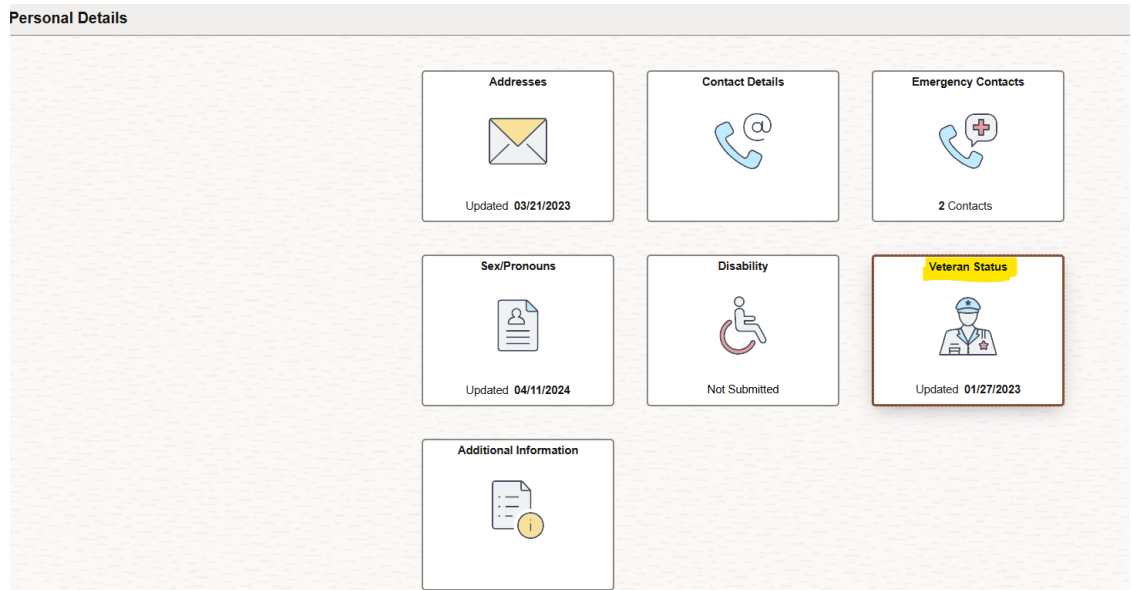 Personal Details
Addresses
Updated 03/21/2023
Contact Details
Emergency Contacts
2 Contacts
Sex/Pronouns
Updated 04/11/2024
Disability
Not Submitted
Veteran Status
Updated 01/27/2023
Additional Information